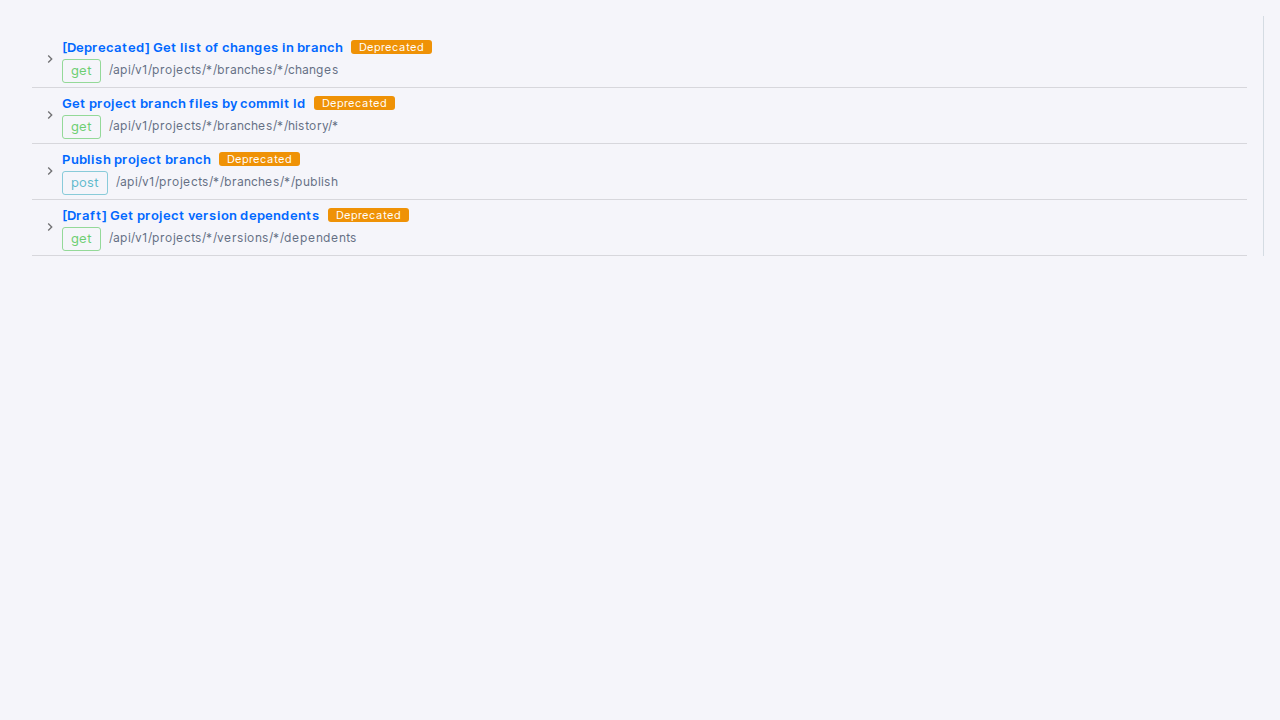 [Deprecated] Get list of changes in branch Deprecated
get /api/v1/projects/*/branches/*/changes
Get project branch files by commit Id Deprecated
get /api/v1/projects/*/branches/*/history/*
Publish project branch Deprecated
post /api/v1/projects/*/branches/*/publish
[Draft] Get project version dependents Deprecated
get /api/v1/projects/*/versions/*/dependents